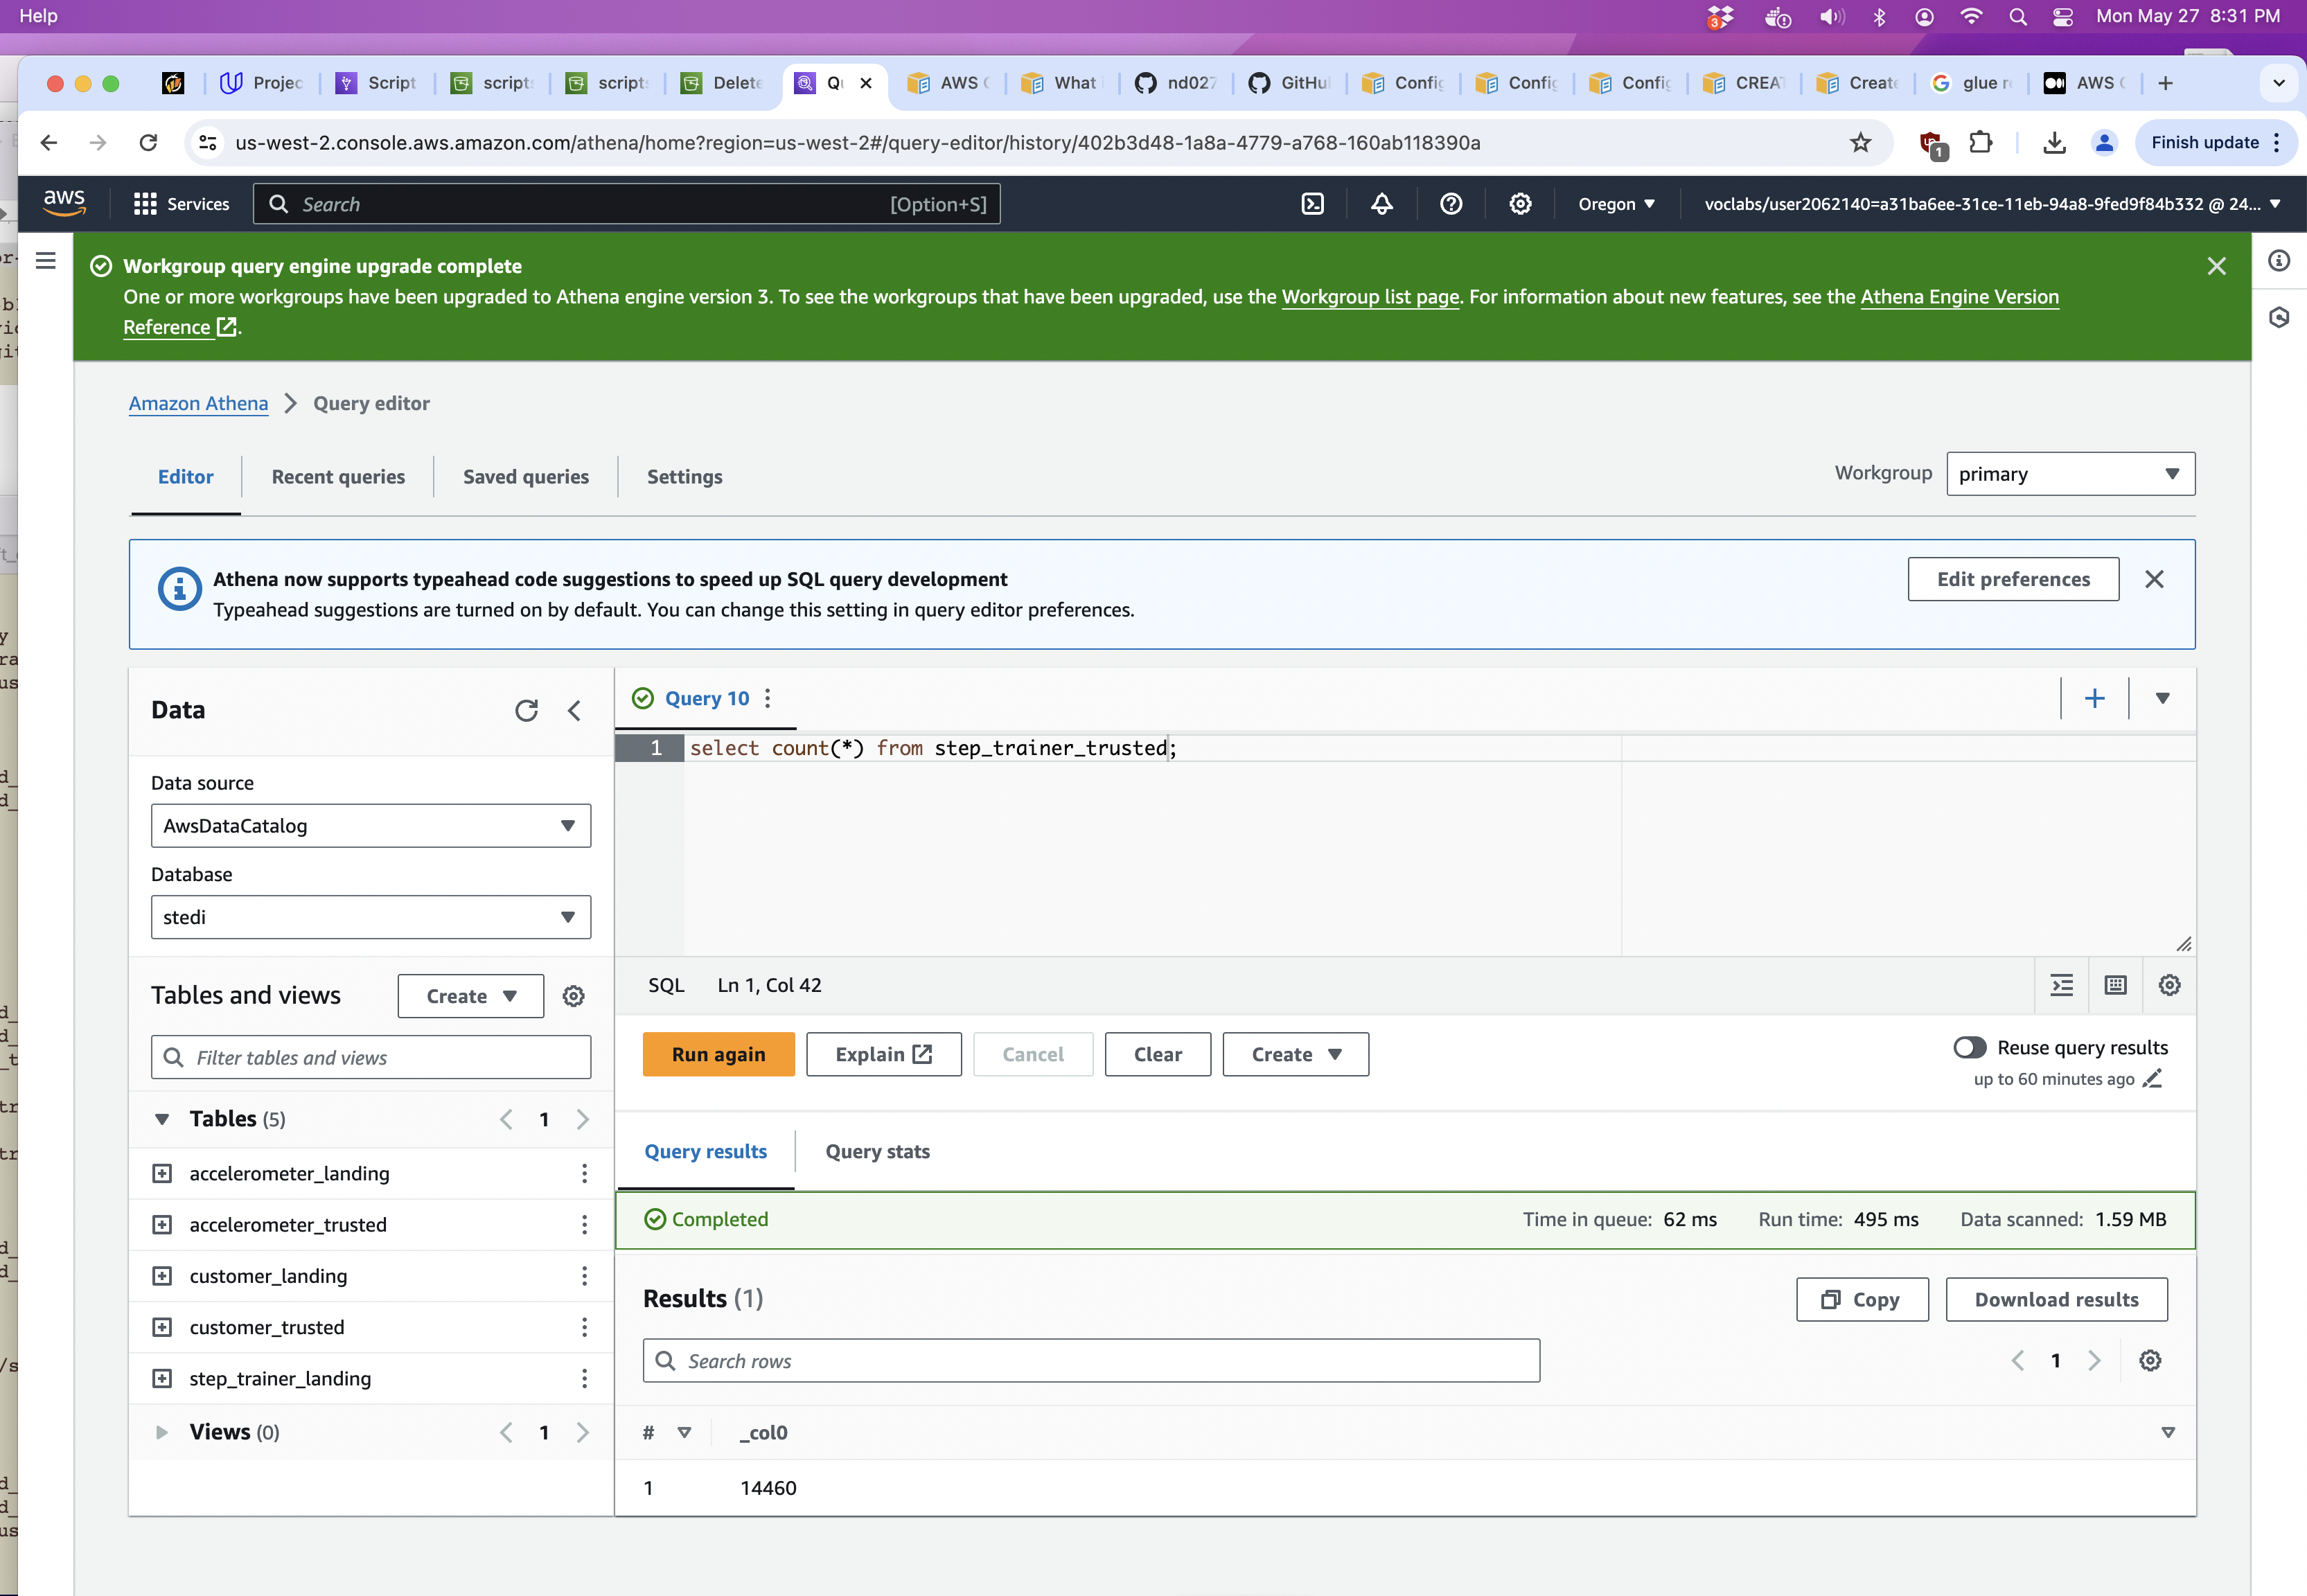 Help
3
Mon May 27 8:31 PM
Projec
Script
scripts
scripts
Delete
AWS
What
nd027
GitHu
Config
Config
Config
CREAT
Create
glue r
AWS
us-west-2.console.aws.amazon.com/athena/home?region=us-west-2#/query-editor/history/402b3d48-1a8a-4779-a768-160ab118390a
1
Finish update
aws
Services
Search
[Option+S]
Oregon
voclabs/user2062140=a31ba6ee-31ce-11eb-94a8-9fed9f84b332 @ 24...
Workgroup query engine upgrade complete
One or more workgroups have been upgraded to Athena engine version 3. To see the workgroups that have been upgraded, use the Workgroup list page. For information about new features, see the Athena Engine Version
Reference.
Amazon Athena > Query editor
Editor
Recent queries
Saved queries
Settings
Workgroup
primary
Athena now supports typeahead code suggestions to speed up SQL query development
Typeahead suggestions are turned on by default. You can change this setting in query editor preferences.
Edit preferences
Data
Data source
AwsDataCatalog
Database
stedi
Tables and views
Create
Filter tables and views
Tables (5)
1
accelerometer_landing
accelerometer_trusted
customer_landing
customer_trusted
step_trainer_landing
Views (0)
1
Query 10
1
select count(*) from step_trainer_trusted;
SQL
Ln 1, Col 42
Run again
Explain
Cancel
Clear
Create
Reuse query results
up to 60 minutes ago
Query results
Query stats
Completed
Time in queue: 62 ms
Run time: 495 ms
Data scanned: 1.59 MB
Results (1)
Copy
Download results
Search rows
1
#
_col0
1
14460